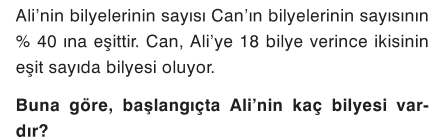 Ali'nin bilyelerinin sayısı Can'ın bilyelerinin sayısının
% 40 ına eşittir. Can, Ali'ye 18 bilye verince ikisinin
eşit sayıda bilyesi oluyor.
Buna göre, başlangıçta Ali'nin kaç bilyesi var-
dır?